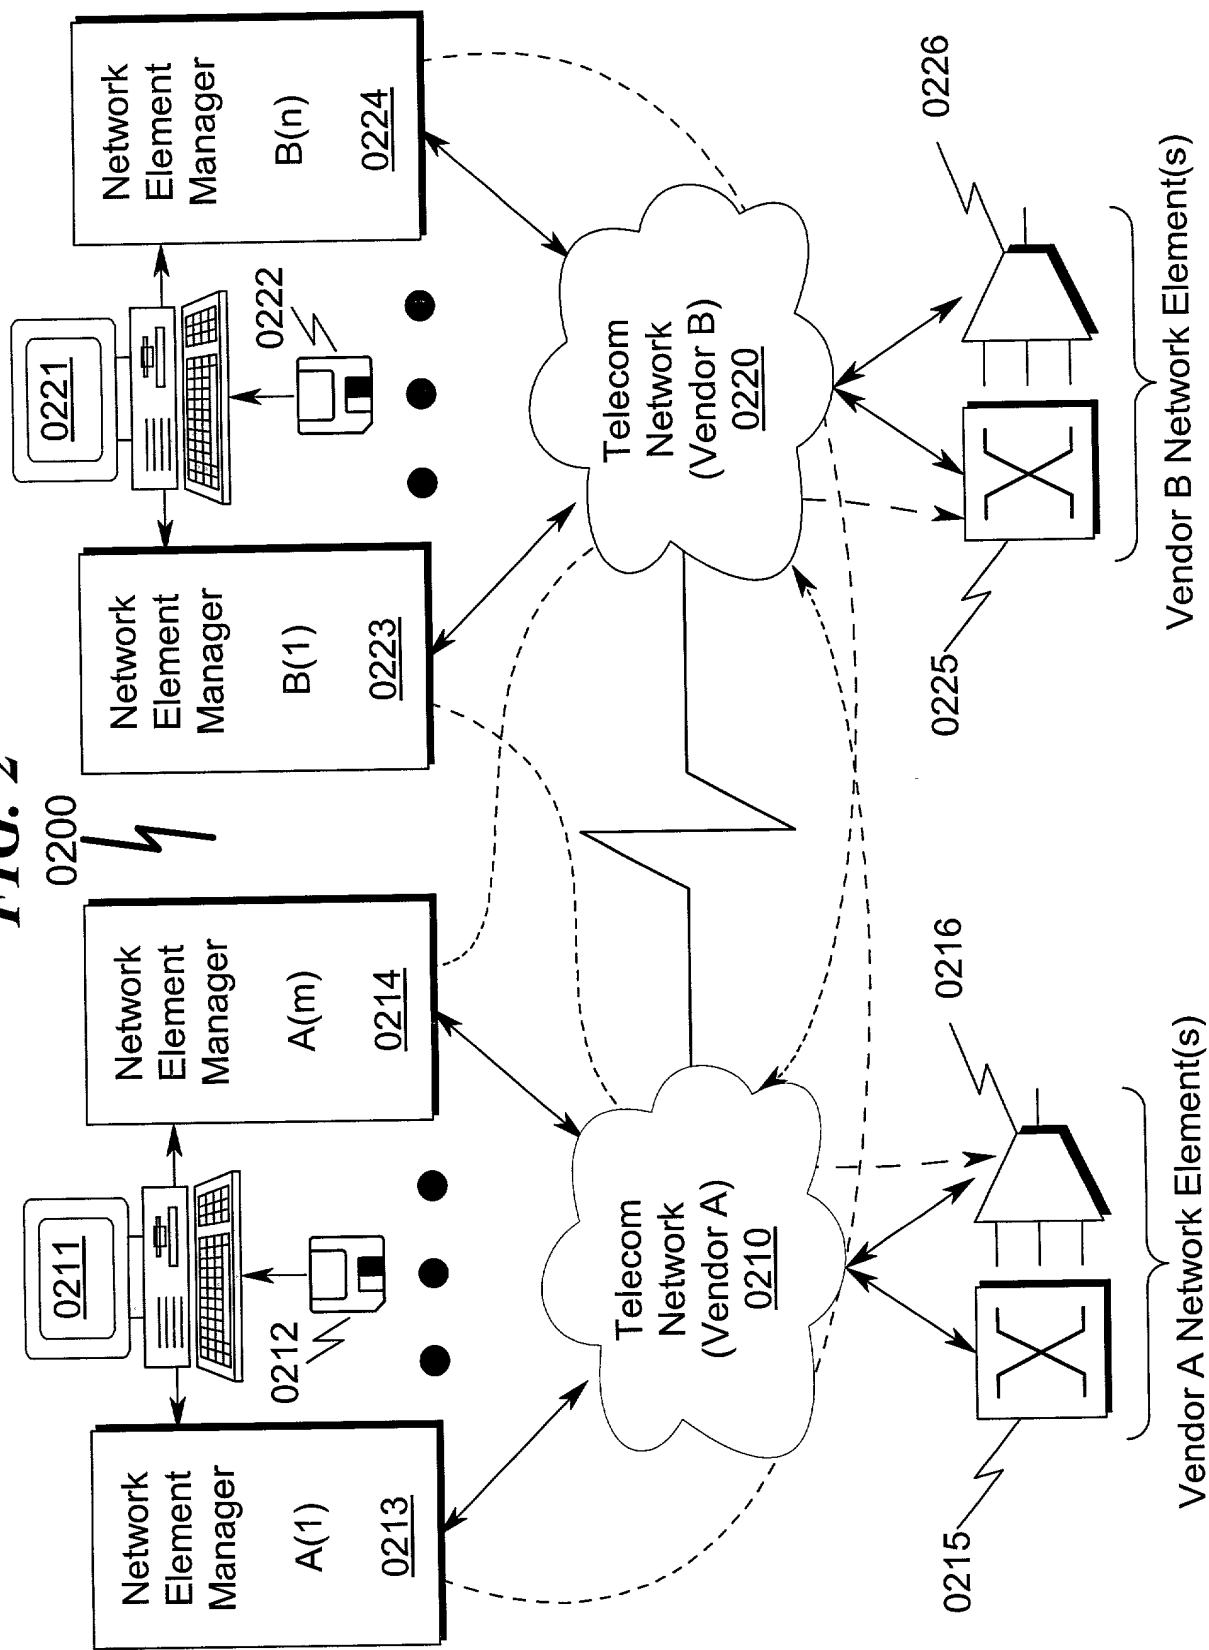 FIG. 2
0200
0211
0212
Network
Element
Manager
A(1)
0213
Network
Element
Manager
A(m)
0214
0221
0222
Network
Element
Manager
B(1)
0223
Network
Element
Manager
B(n)
0224
Telecom
Network
(Vendor A)
0210
Telecom
Network
(Vendor B)
0220
0215
0216
Vendor A Network Element(s)
0225
0226
Vendor B Network Element(s)